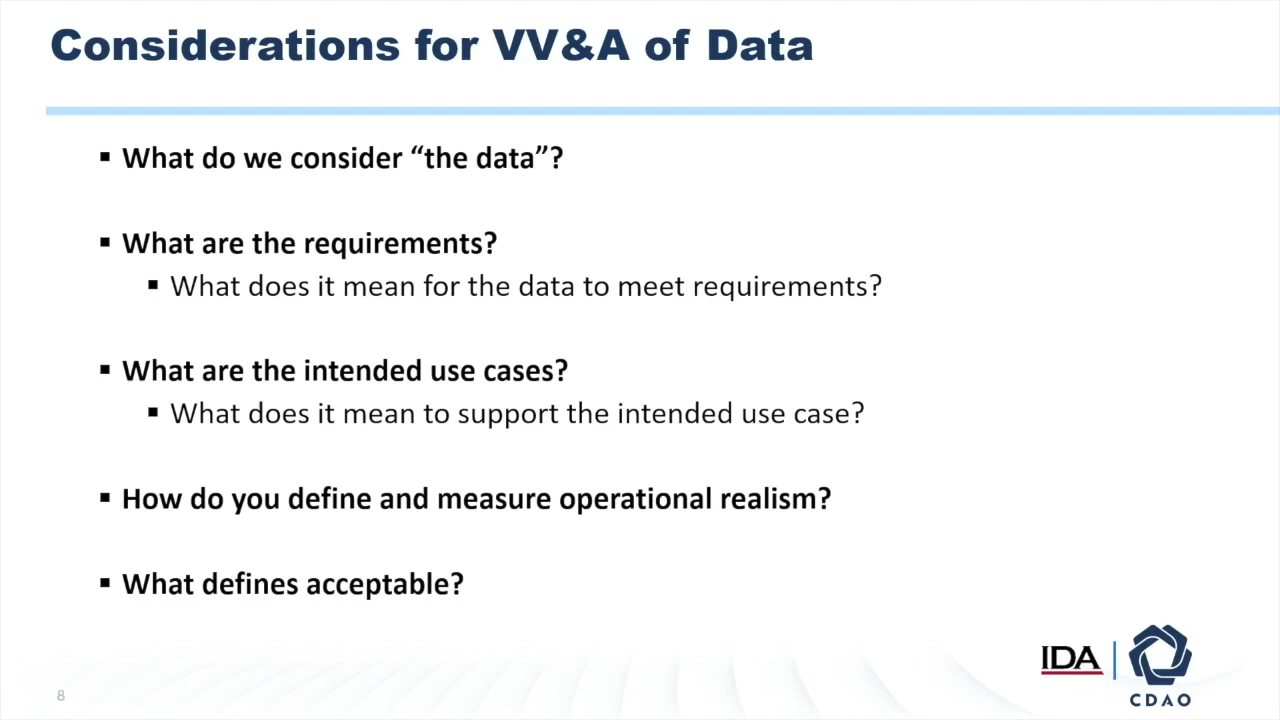 Considerations for VV&A of Data
▪ What do we consider “the data”?
▪ What are the requirements?
▪ What does it mean for the data to meet requirements?
▪ What are the intended use cases?
▪ What does it mean to support the intended use case?
▪ How do you define and measure operational realism?
▪ What defines acceptable?
IDA
CDAO
8